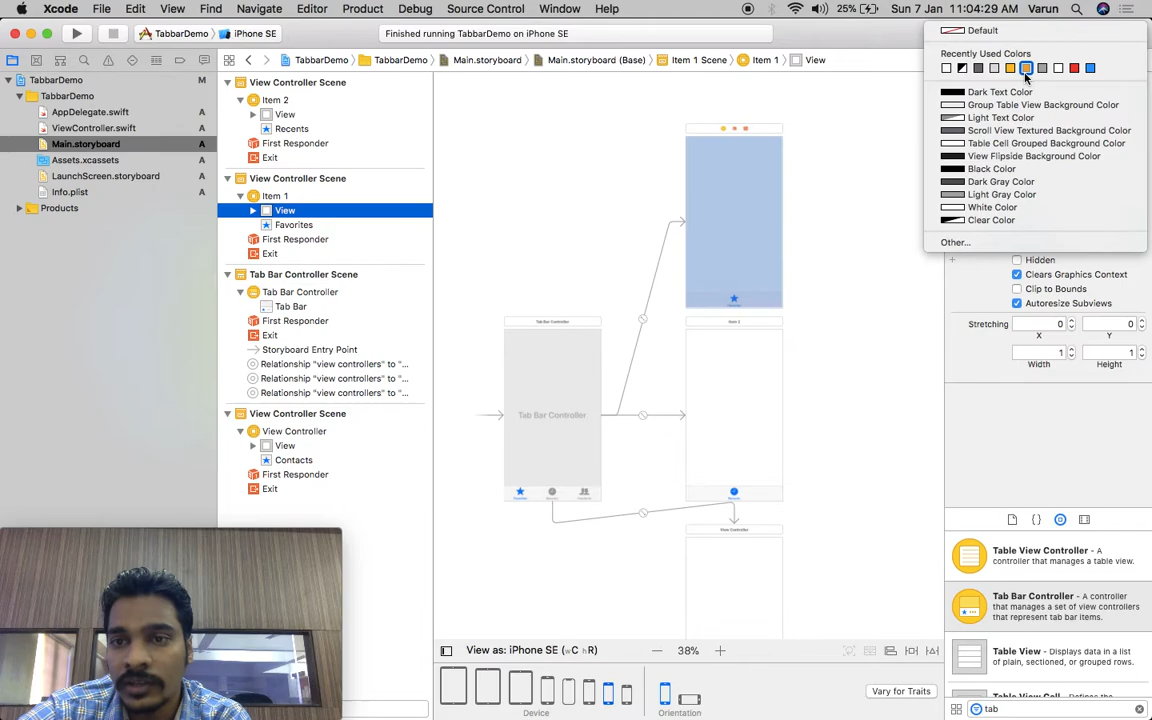 Xcode File Edit View Find Navigate Editor Product Debug Source Control Window Help 25% Sun 7 Jan 11:04:29 AM Varun
TabbarDemo iPhone SE Finished running TabbarDemo on iPhone SE
TabbarDemo TabbarDemo Main.storyboard Main.storyboard (Base) Item 1 Scene Item 1 View
TabbarDemo M
TabbarDemo
AppDelegate.swift A
ViewController.swift A
Main.storyboard A
Assets.xcassets A
LaunchScreen.storyboard A
Info.plist A
Products
View Controller Scene
Item 2
View
Recents
First Responder
Exit
View Controller Scene
Item 1
View
Favorites
First Responder
Exit
Tab Bar Controller Scene
Tab Bar Controller
Tab Bar
First Responder
Exit
Storyboard Entry Point
Relationship "view controllers" to "...
Relationship "view controllers" to "...
Relationship "view controllers" to "...
View Controller Scene
View Controller
View
Contacts
First Responder
Exit
Tab Bar Controller
Tab Bar Controller
Item 2
View Controller
View as: iPhone SE (wC hR)
38%
Device
Orientation
Vary for Traits
Default
Recently Used Colors
Dark Text Color
Group Table View Background Color
Light Text Color
Scroll View Textured Background Color
Table Cell Grouped Background Color
View Flipside Background Color
Black Color
Dark Gray Color
Light Gray Color
White Color
Clear Color
Other...
Hidden
Clears Graphics Context
Clip to Bounds
Autoresize Subviews
Stretching 0 0
X Y
1 1
Width Height
Table View Controller - A
controller that manages a table view.
Tab Bar Controller - A controller
that manages a set of view controllers
that represent tab bar items.
Table View - Displays data in a list
of plain, sectioned, or grouped rows.
tab